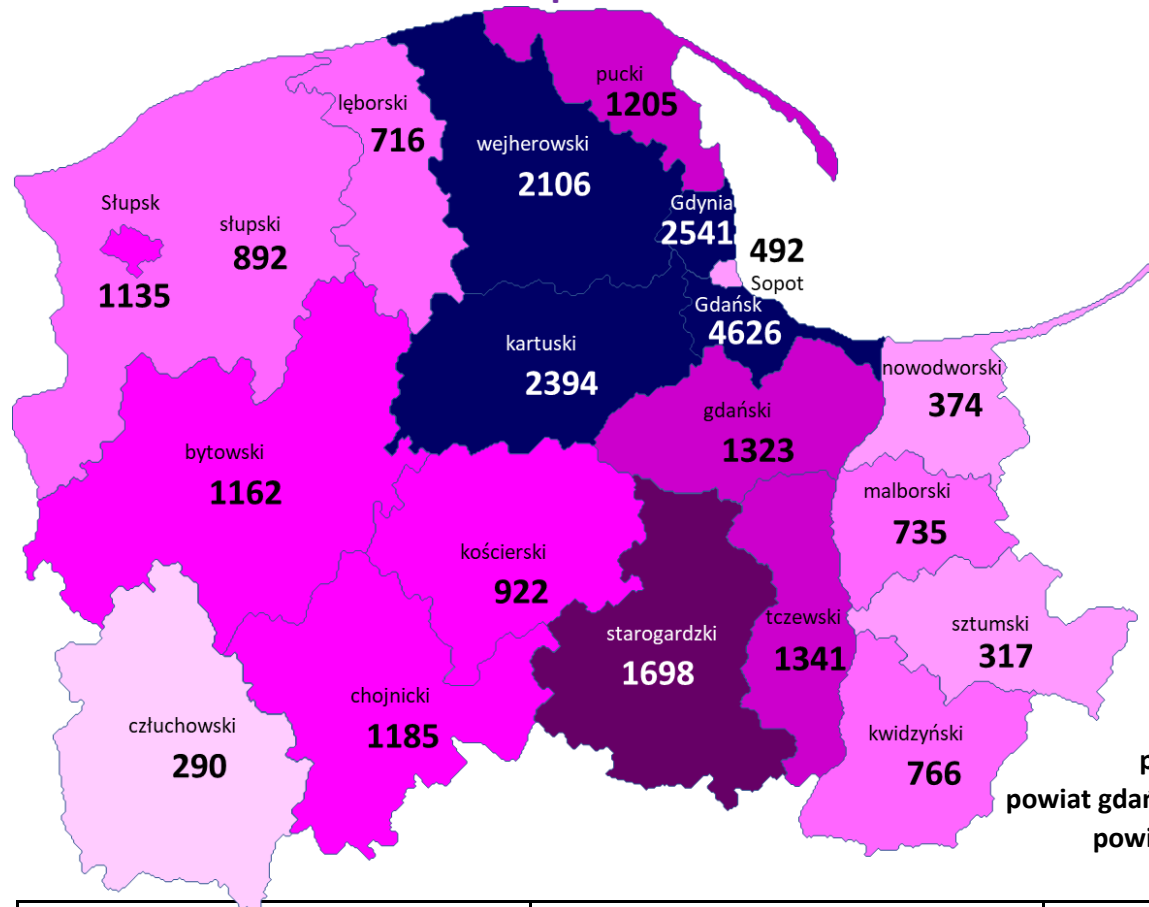 pucki
1205
lęborski
716
wejherowski
2106
Słupsk
1135
słupski
892
Gdynia
2541
492
Sopot
Gdańsk
4626
kartuski
2394
nowodworski
374
gdański
1323
bytowski
1162
malborski
735
kościerski
922
starogardzki
1698
tczewski
1341
sztumski
317
chojnicki
1185
człuchowski
290
kwidzyński
766
powiat